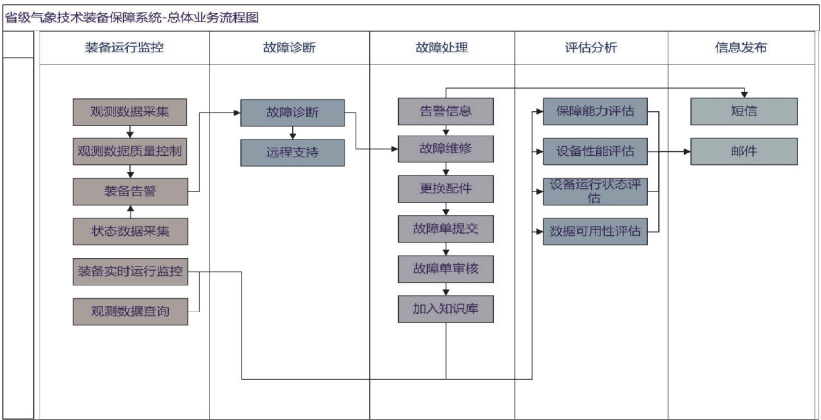 省级气象技术装备保障系统-总体业务流程图
装备运行监控
故障诊断
故障处理
评估分析
信息发布
观测数据采集
观测数据质量控制
装备告警
状态数据采集
装备实时运行监控
观测数据查询
故障诊断
远程支持
告警信息
故障维修
更换配件
故障单提交
故障单审核
加入知识库
保障能力评估
设备性能评估
设备运行状态评
估
数据可用性评估
短信
邮件